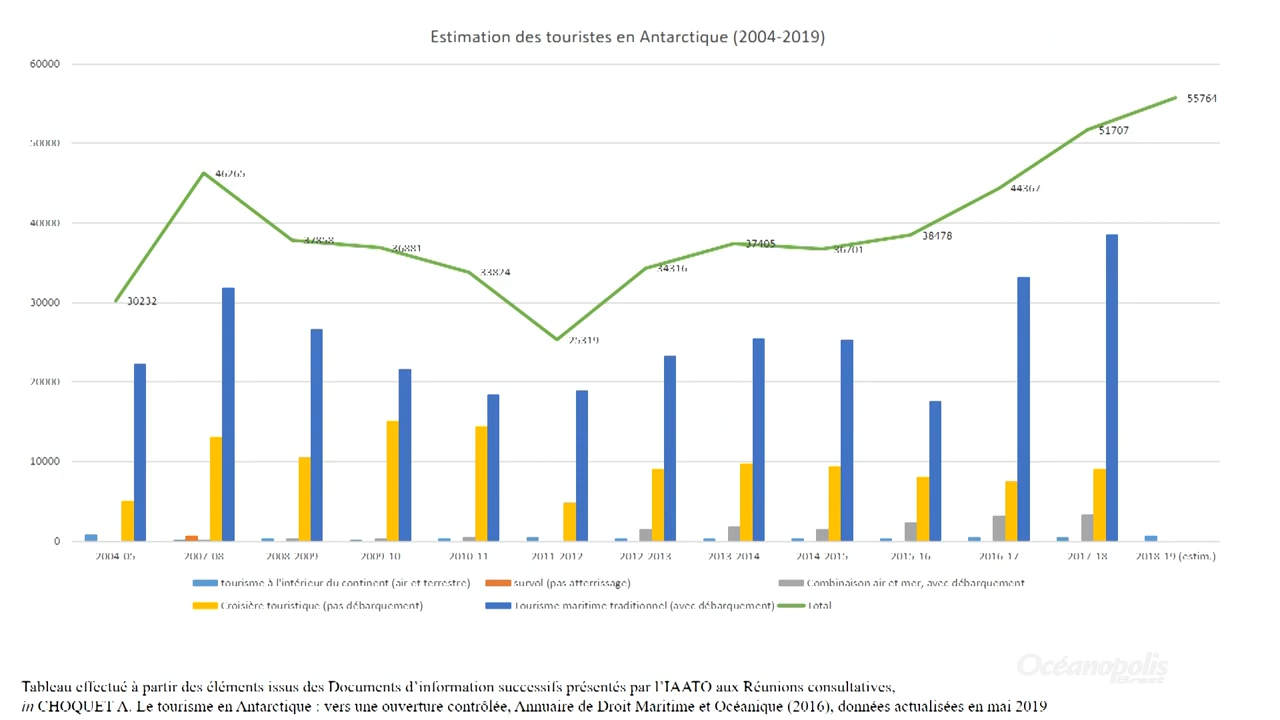 Estimation des touristes en Antarctique (2004-2019)
60000
50000
40000
30000
20000
10000
0
30232
46265
37858
36881
33824
25319
34316
37405
36701
38478
44367
51707
55764
2004-05
2007-08
2008-2009
2009-10
2010-11
2011-2012
2012-2013
2013-2014
2014-2015
2015-16
2016-17
2017-18
2018-19 (estim.)
tourisme à l'intérieur du continent (air et terrestre)
survol (pas atterrissage)
Combinaison air et mer, avec débarquement
Croisière touristique (pas débarquement)
Tourisme maritime traditionnel (avec débarquement)
Total
Océanopolis
Brest
Tableau effectué à partir des éléments issus des Documents d'information successifs présentés par l'IAATO aux Réunions consultatives,
in CHOQUET A. Le tourisme en Antarctique : vers une ouverture contrôlée, Annuaire de Droit Maritime et Océanique (2016), données actualisées en mai 2019